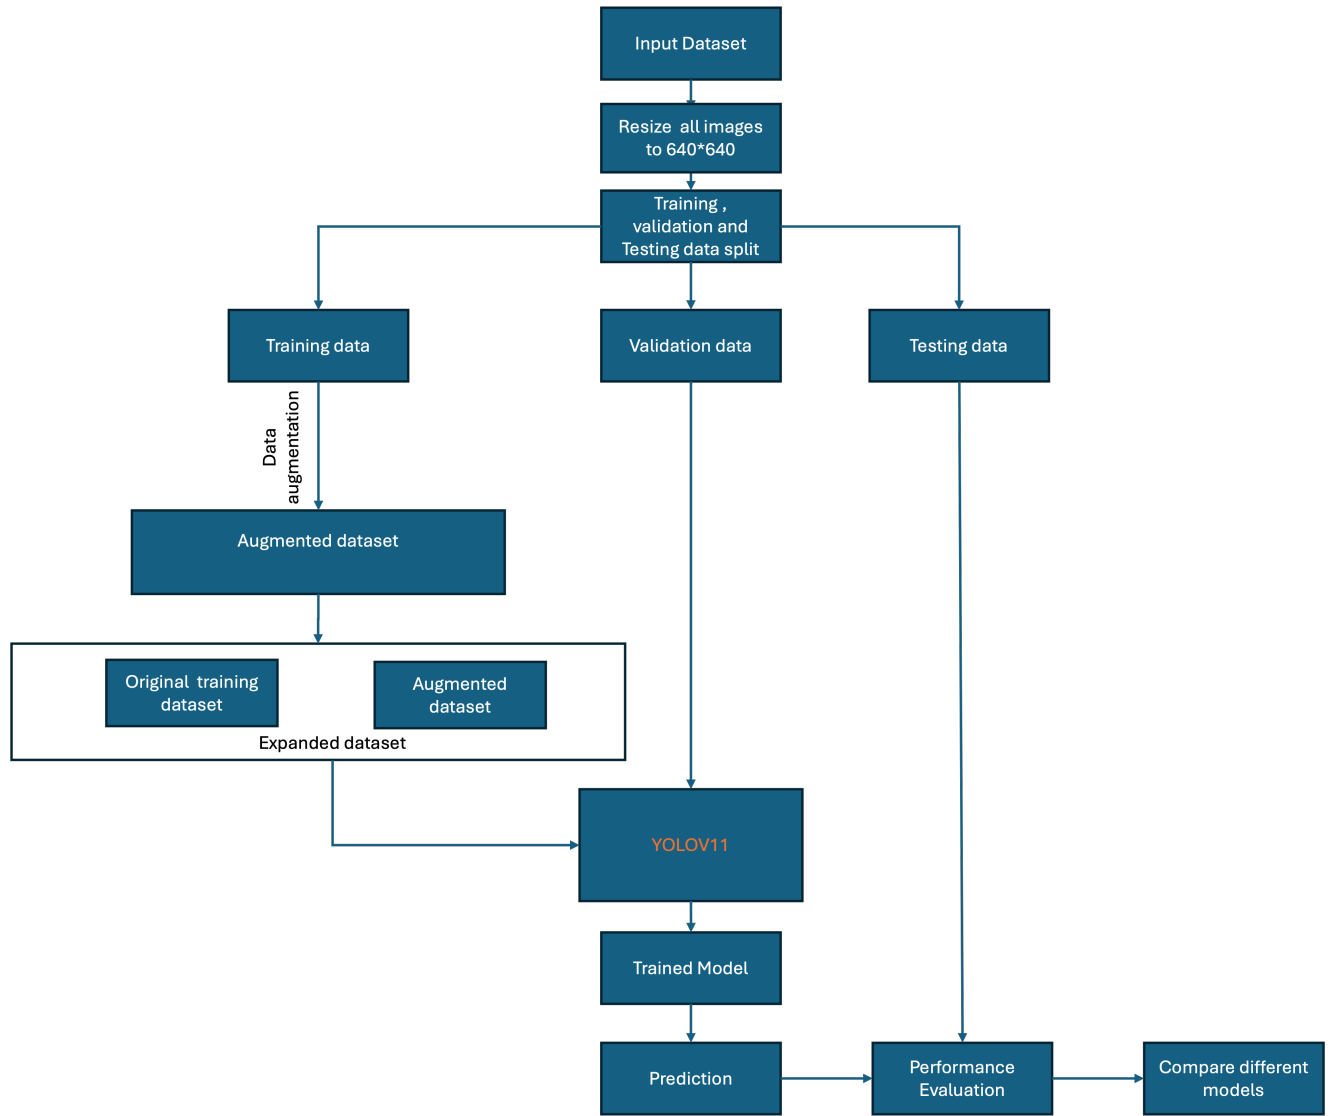 Input Dataset
Resize all images
to 640*640
Training ,
validation and
Testing data split
Training data
Validation data
Testing data
Data
augmentation
Augmented dataset
Original training
dataset
Augmented
dataset
Expanded dataset
YOLOV11
Trained Model
Prediction
Performance
Evaluation
Compare different
models